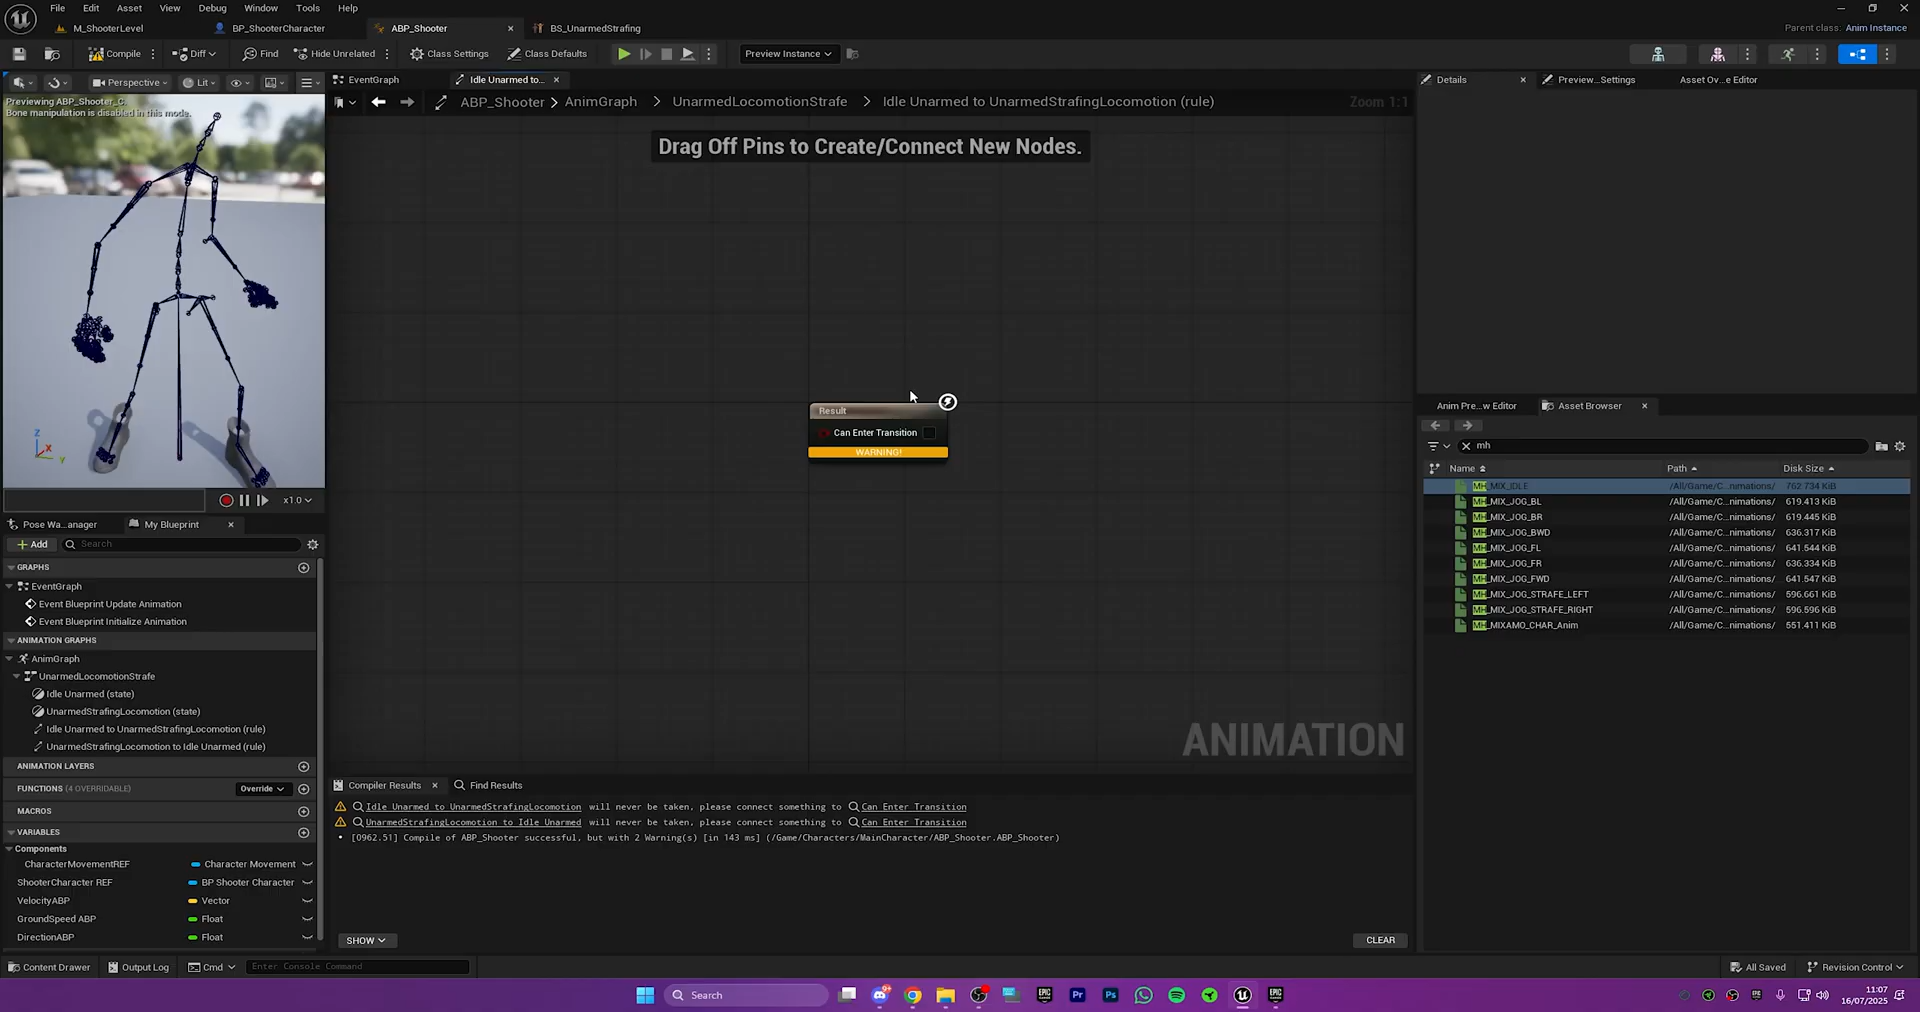 File Edit Asset View Debug Window Tools Help
M_ShooterLevel BP_ShooterCharacter ABP_Shooter BS_UnarmedStrafing Parent class: Anim Instance
Compile Diff Find Hide Unrelated Class Settings Class Defaults Preview Instance
Perspective Lit EventGraph Idle Unarmed to... Details Preview...Settings Asset Ov...e Editor
Previewing ABP_Shooter_C.
Bone manipulation is disabled in this mode.
ABP_Shooter > AnimGraph > UnarmedLocomotionStrafe > Idle Unarmed to UnarmedStrafingLocomotion (rule) Zoom 1:1
Drag Off Pins to Create/Connect New Nodes.
Result
Can Enter Transition
WARNING!
ANIMATION
Z
X
Y
x1.0
Pose Wa...anager My Blueprint
Add Search
GRAPHS
EventGraph
Event Blueprint Update Animation
Event Blueprint Initialize Animation
ANIMATION GRAPHS
AnimGraph
UnarmedLocomotionStrafe
Idle Unarmed (state)
UnarmedStrafingLocomotion (state)
Idle Unarmed to UnarmedStrafingLocomotion (rule)
UnarmedStrafingLocomotion to Idle Unarmed (rule)
ANIMATION LAYERS
FUNCTIONS (4 OVERRIDABLE) Override
MACROS
VARIABLES
Components
CharacterMovementREF Character Movement
ShooterCharacter REF BP Shooter Character
VelocityABP Vector
GroundSpeed ABP Float
DirectionABP Float
Compiler Results Find Results
Idle Unarmed to UnarmedStrafingLocomotion will never be taken, please connect something to Can Enter Transition
UnarmedStrafingLocomotion to Idle Unarmed will never be taken, please connect something to Can Enter Transition
[0962.51] Compile of ABP_Shooter successful, but with 2 Warning(s) [in 143 ms] (/Game/Characters/MainCharacter/ABP_Shooter.ABP_Shooter)
SHOW CLEAR
Anim Pre...w Editor Asset Browser
mh
Name Path Disk Size
MH_MIX_IDLE /All/Game/C...nimations/ 762.734 KiB
MH_MIX_JOG_BL /All/Game/C...nimations/ 619.413 KiB
MH_MIX_JOG_BR /All/Game/C...nimations/ 619.445 KiB
MH_MIX_JOG_BWD /All/Game/C...nimations/ 636.317 KiB
MH_MIX_JOG_FL /All/Game/C...nimations/ 641.544 KiB
MH_MIX_JOG_FR /All/Game/C...nimations/ 636.334 KiB
MH_MIX_JOG_FWD /All/Game/C...nimations/ 641.547 KiB
MH_MIX_JOG_STRAFE_LEFT /All/Game/C...nimations/ 596.661 KiB
MH_MIX_JOG_STRAFE_RIGHT /All/Game/C...nimations/ 596.596 KiB
MH_MIXAMO_CHAR_Anim /All/Game/C...nimations/ 551.411 KiB
Content Drawer Output Log Cmd Enter Console Command All Saved Revision Control
Search
EPIC Pr Ps EPIC
11:07
16/07/2025